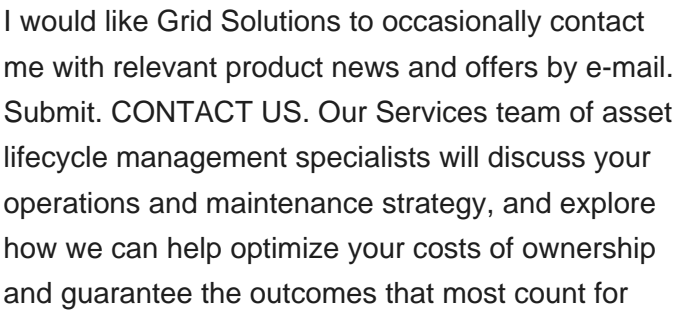 I would like Grid Solutions to occasionally contact
me with relevant product news and offers by e-mail.
Submit. CONTACT US. Our Services team of asset
lifecycle management specialists will discuss your
operations and maintenance strategy, and explore
how we can help optimize your costs of ownership
and guarantee the outcomes that most count for